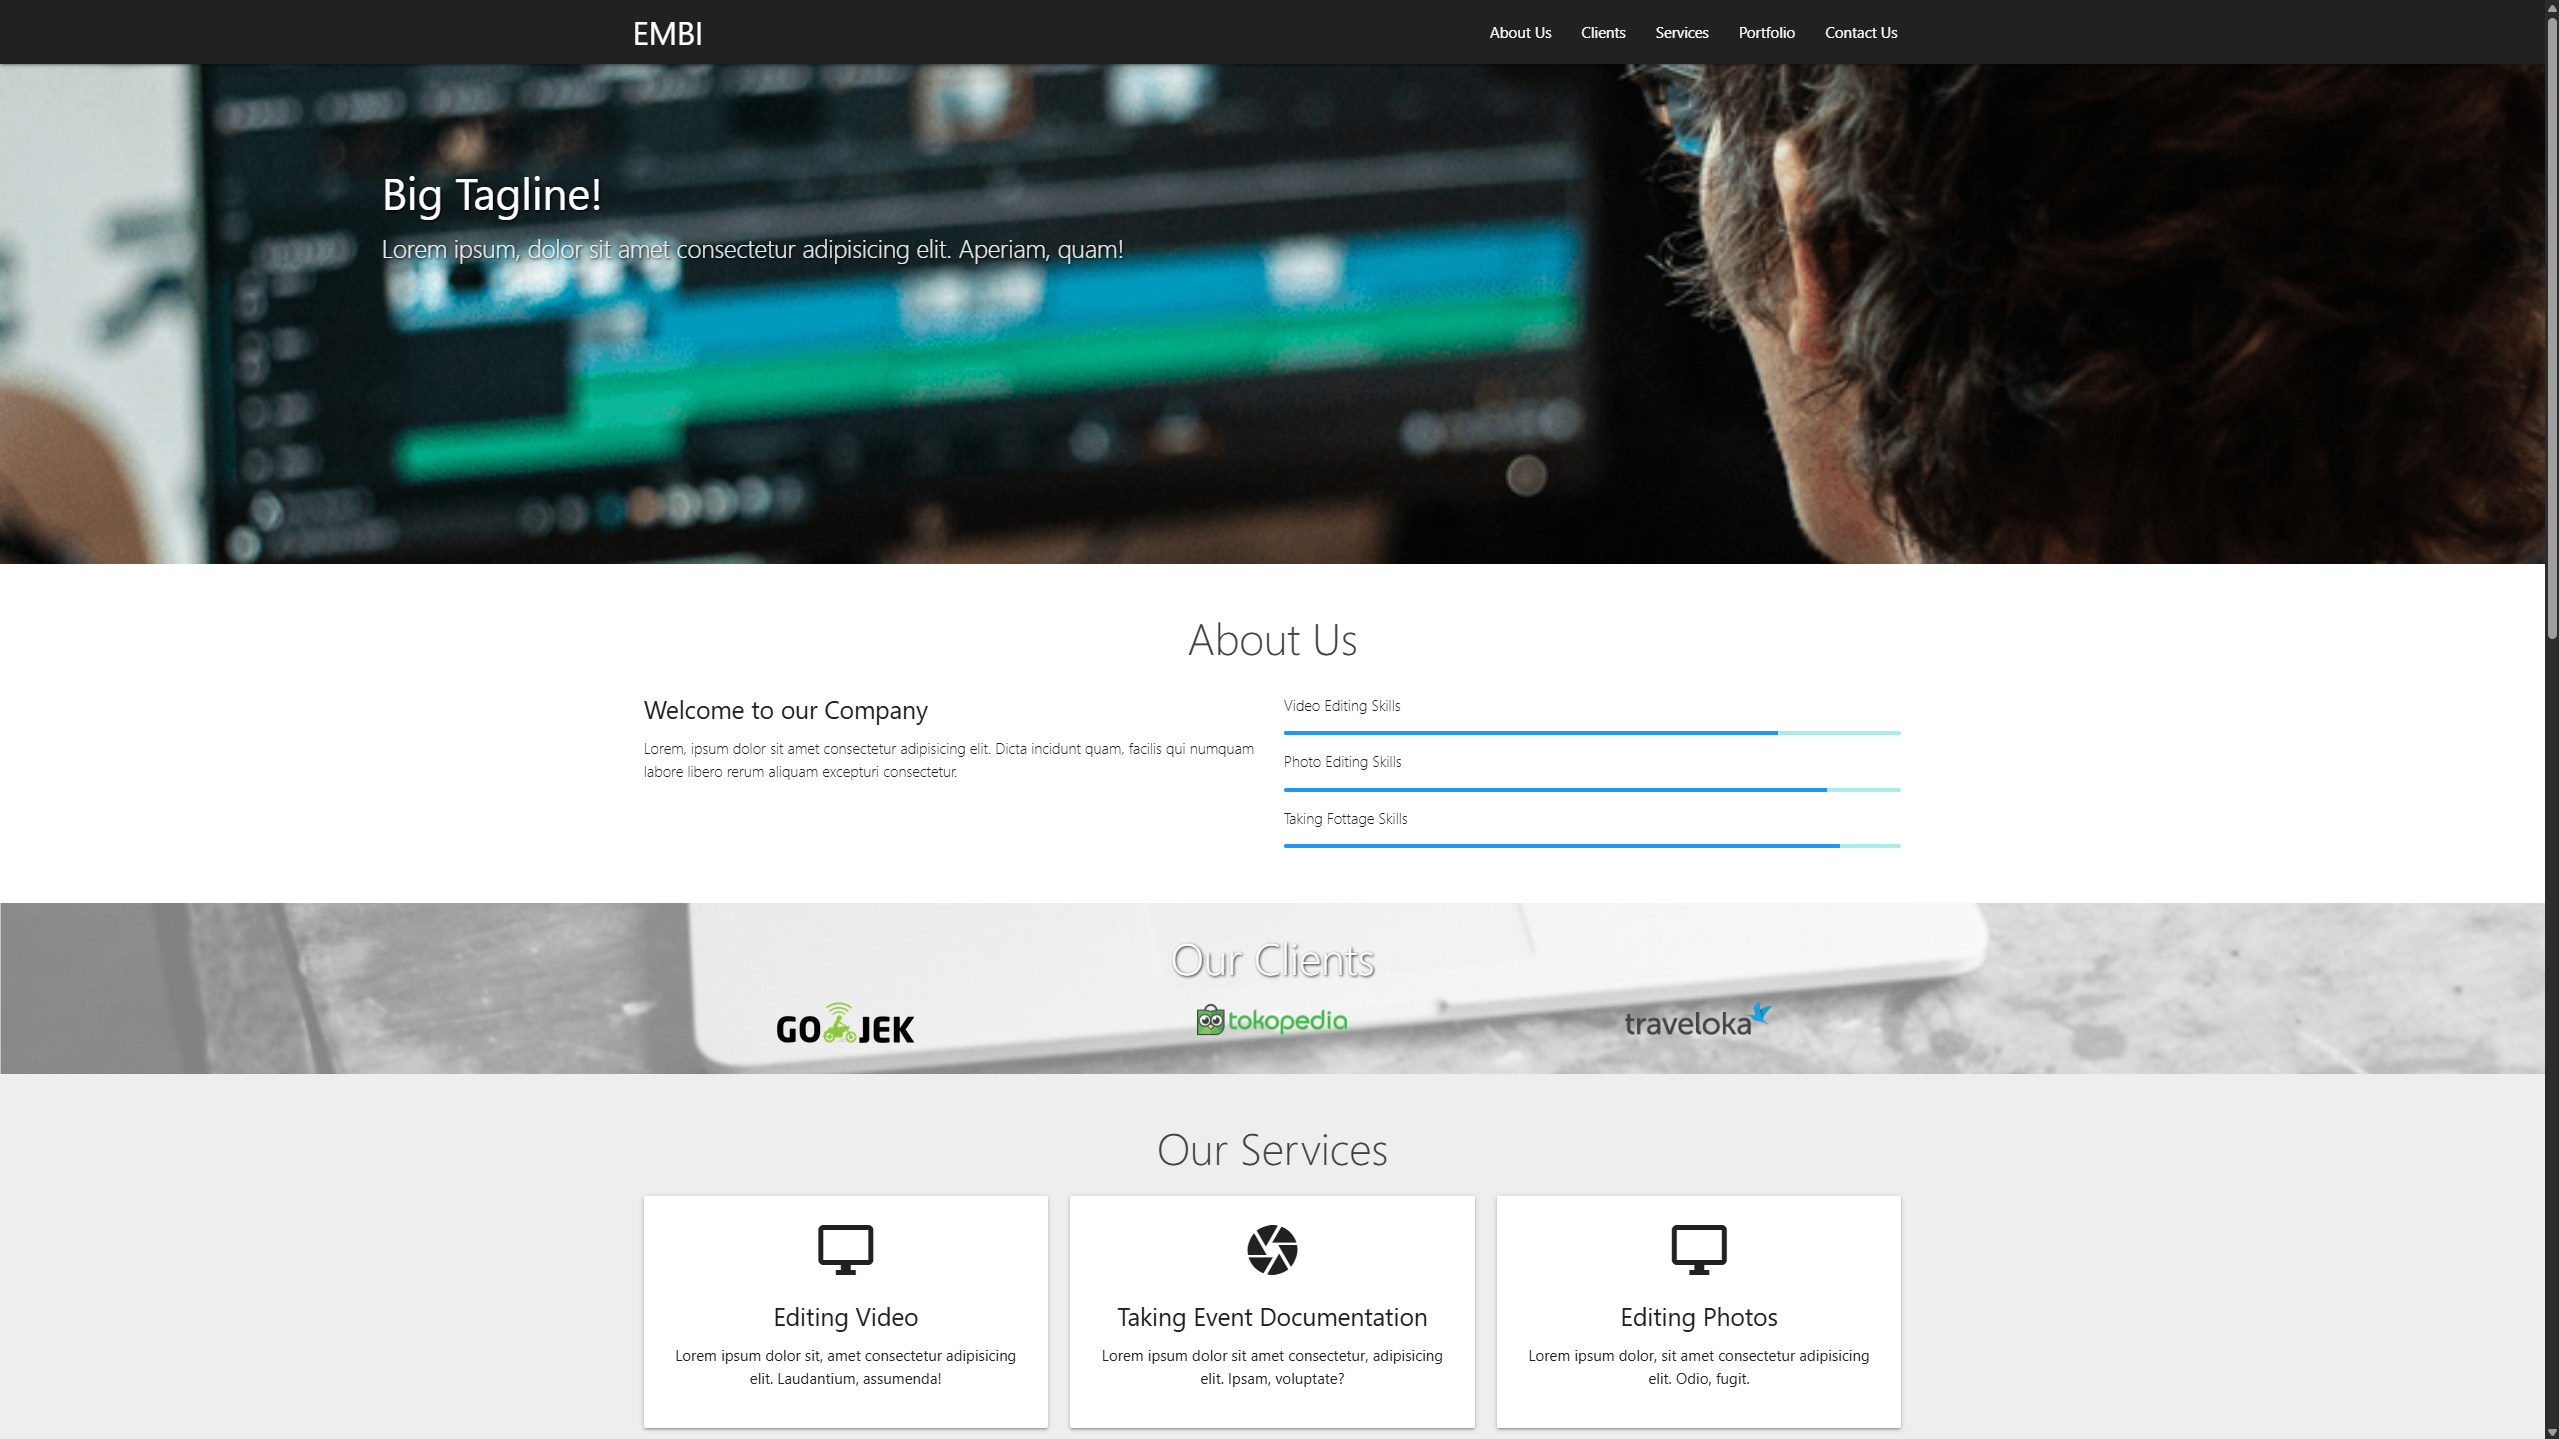 EMBI
About Us
Clients
Services
Portfolio
Contact Us
Big Tagline!
Lorem ipsum, dolor sit amet consectetur adipisicing elit. Aperiam, quam!
About Us
Welcome to our Company
Lorem, ipsum dolor sit amet consectetur adipisicing elit. Dicta incidunt quam, facilis qui numquam
labore libero rerum aliquam excepturi consectetur.
Video Editing Skills
Photo Editing Skills
Taking Fottage Skills
Our Clients
GO JEK
tokopedia
traveloka
Our Services
Editing Video
Lorem ipsum dolor sit, amet consectetur adipisicing
elit. Laudantium, assumenda!
Taking Event Documentation
Lorem ipsum dolor sit amet consectetur, adipisicing
elit. Ipsam, voluptate?
Editing Photos
Lorem ipsum dolor, sit amet consectetur adipisicing
elit. Odio, fugit.